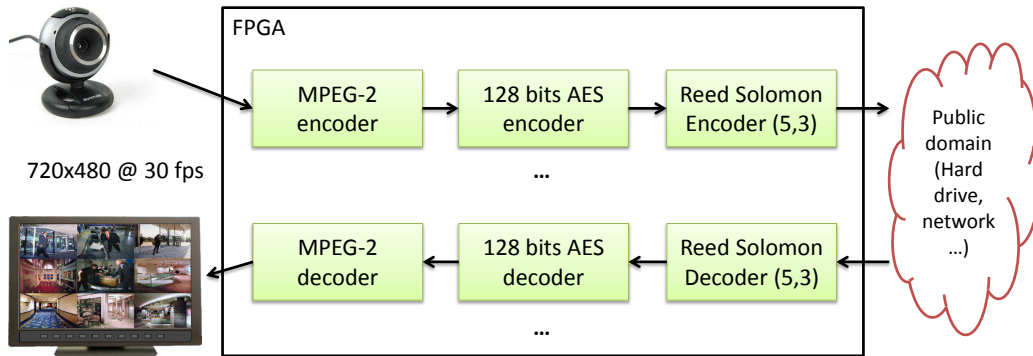 FPGA
MPEG-2
encoder
128 bits AES
encoder
Reed Solomon
Encoder (5,3)
...
720x480 @ 30 fps
Public
domain
(Hard
drive,
network
...)
MPEG-2
decoder
128 bits AES
decoder
Reed Solomon
Decoder (5,3)
...